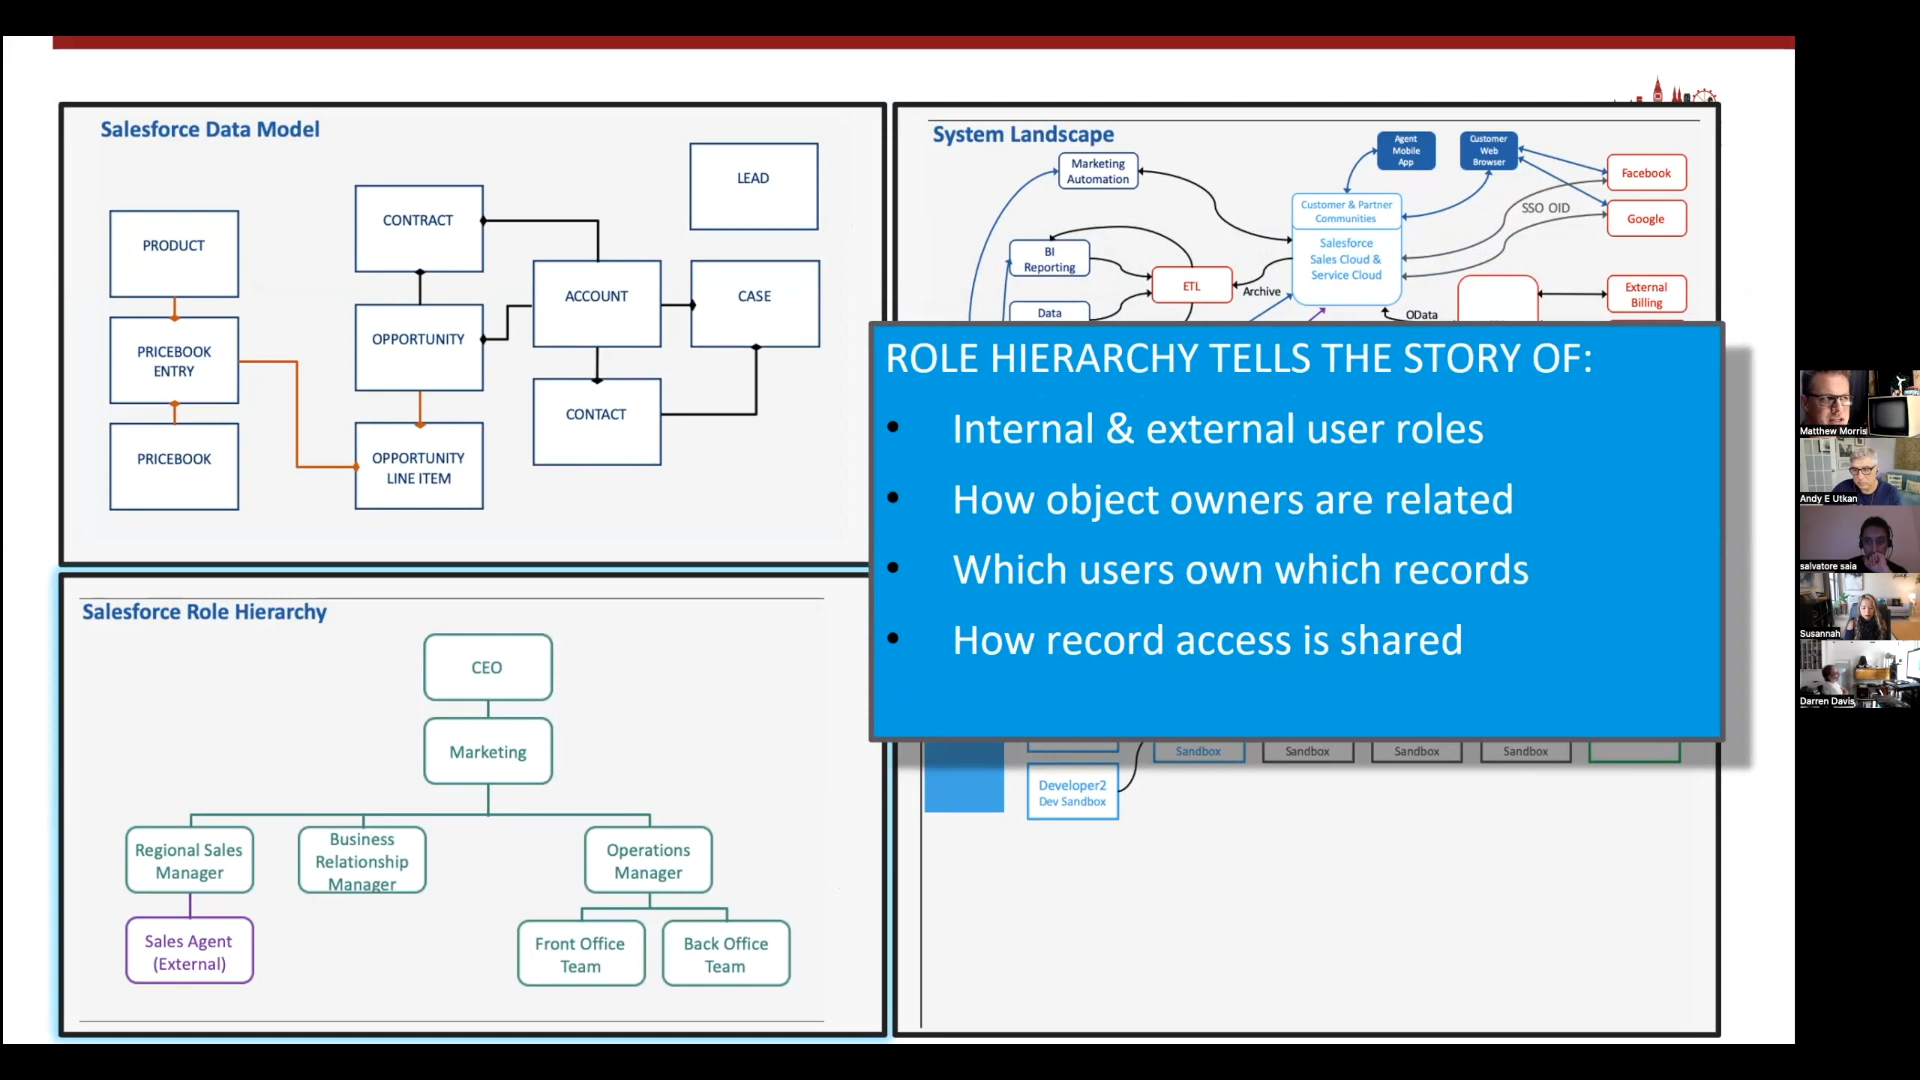 Salesforce Data Model
LEAD
CONTRACT
PRODUCT
ACCOUNT
CASE
OPPORTUNITY
PRICEBOOK
ENTRY
CONTACT
PRICEBOOK
OPPORTUNITY
LINE ITEM
System Landscape
Agent
Mobile
App
Customer
Web
Browser
Marketing
Automation
Facebook
Customer & Partner
Communities
SSO OID
Google
Salesforce
Sales Cloud &
Service Cloud
BI
Reporting
ETL
Archive
External
Billing
Data
OData
ROLE HIERARCHY TELLS THE STORY OF:
• Internal & external user roles
• How object owners are related
• Which users own which records
• How record access is shared
Sandbox
Sandbox
Sandbox
Sandbox
Developer2
Dev Sandbox
Salesforce Role Hierarchy
CEO
Marketing
Regional Sales
Manager
Business
Relationship
Manager
Operations
Manager
Sales Agent
(External)
Front Office
Team
Back Office
Team
Matthew Morris
Andy E Utkan
salvatore saia
Susannah
Darren Davis